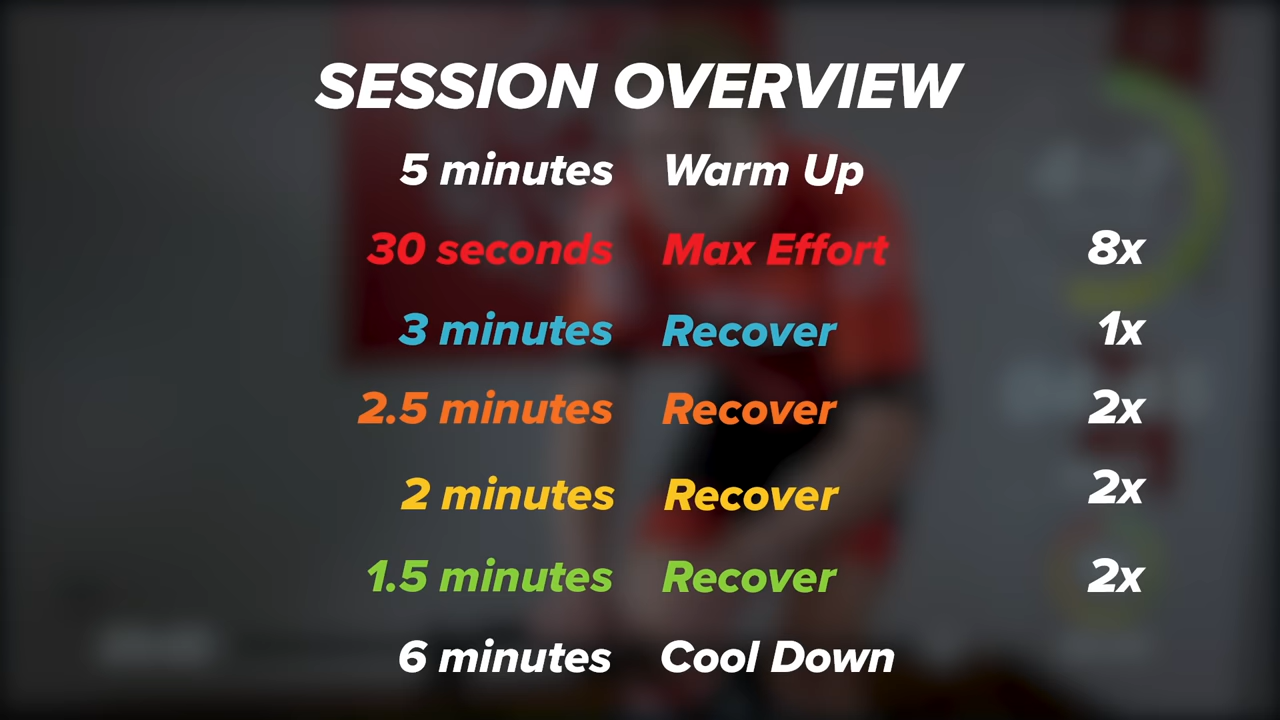 SESSION OVERVIEW
5 minutes Warm Up
30 seconds Max Effort 8x
3 minutes Recover 1x
2.5 minutes Recover 2x
2 minutes Recover 2x
1.5 minutes Recover 2x
6 minutes Cool Down